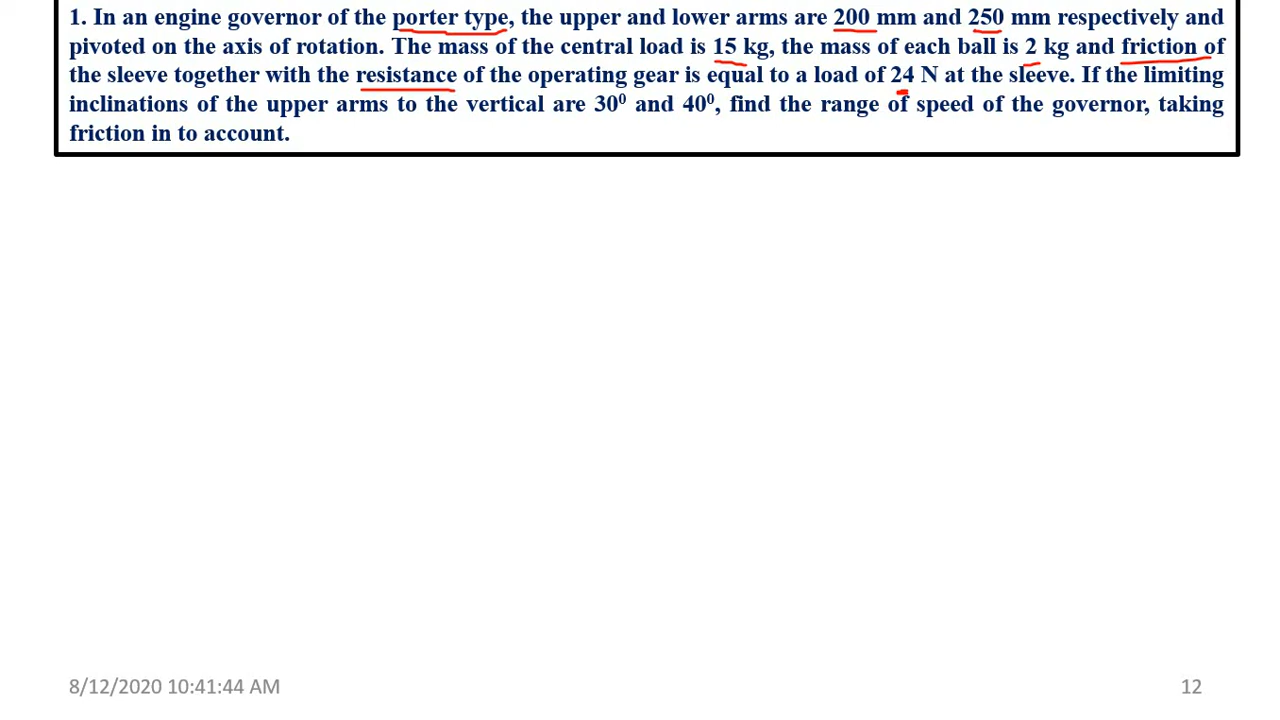 1. In an engine governor of the porter type, the upper and lower arms are 200 mm and 250 mm respectively and
pivoted on the axis of rotation. The mass of the central load is 15 kg, the mass of each ball is 2 kg and friction of
the sleeve together with the resistance of the operating gear is equal to a load of 24 N at the sleeve. If the limiting
inclinations of the upper arms to the vertical are 30⁰ and 40⁰, find the range of speed of the governor, taking
friction in to account.
8/12/2020 10:41:44 AM
12